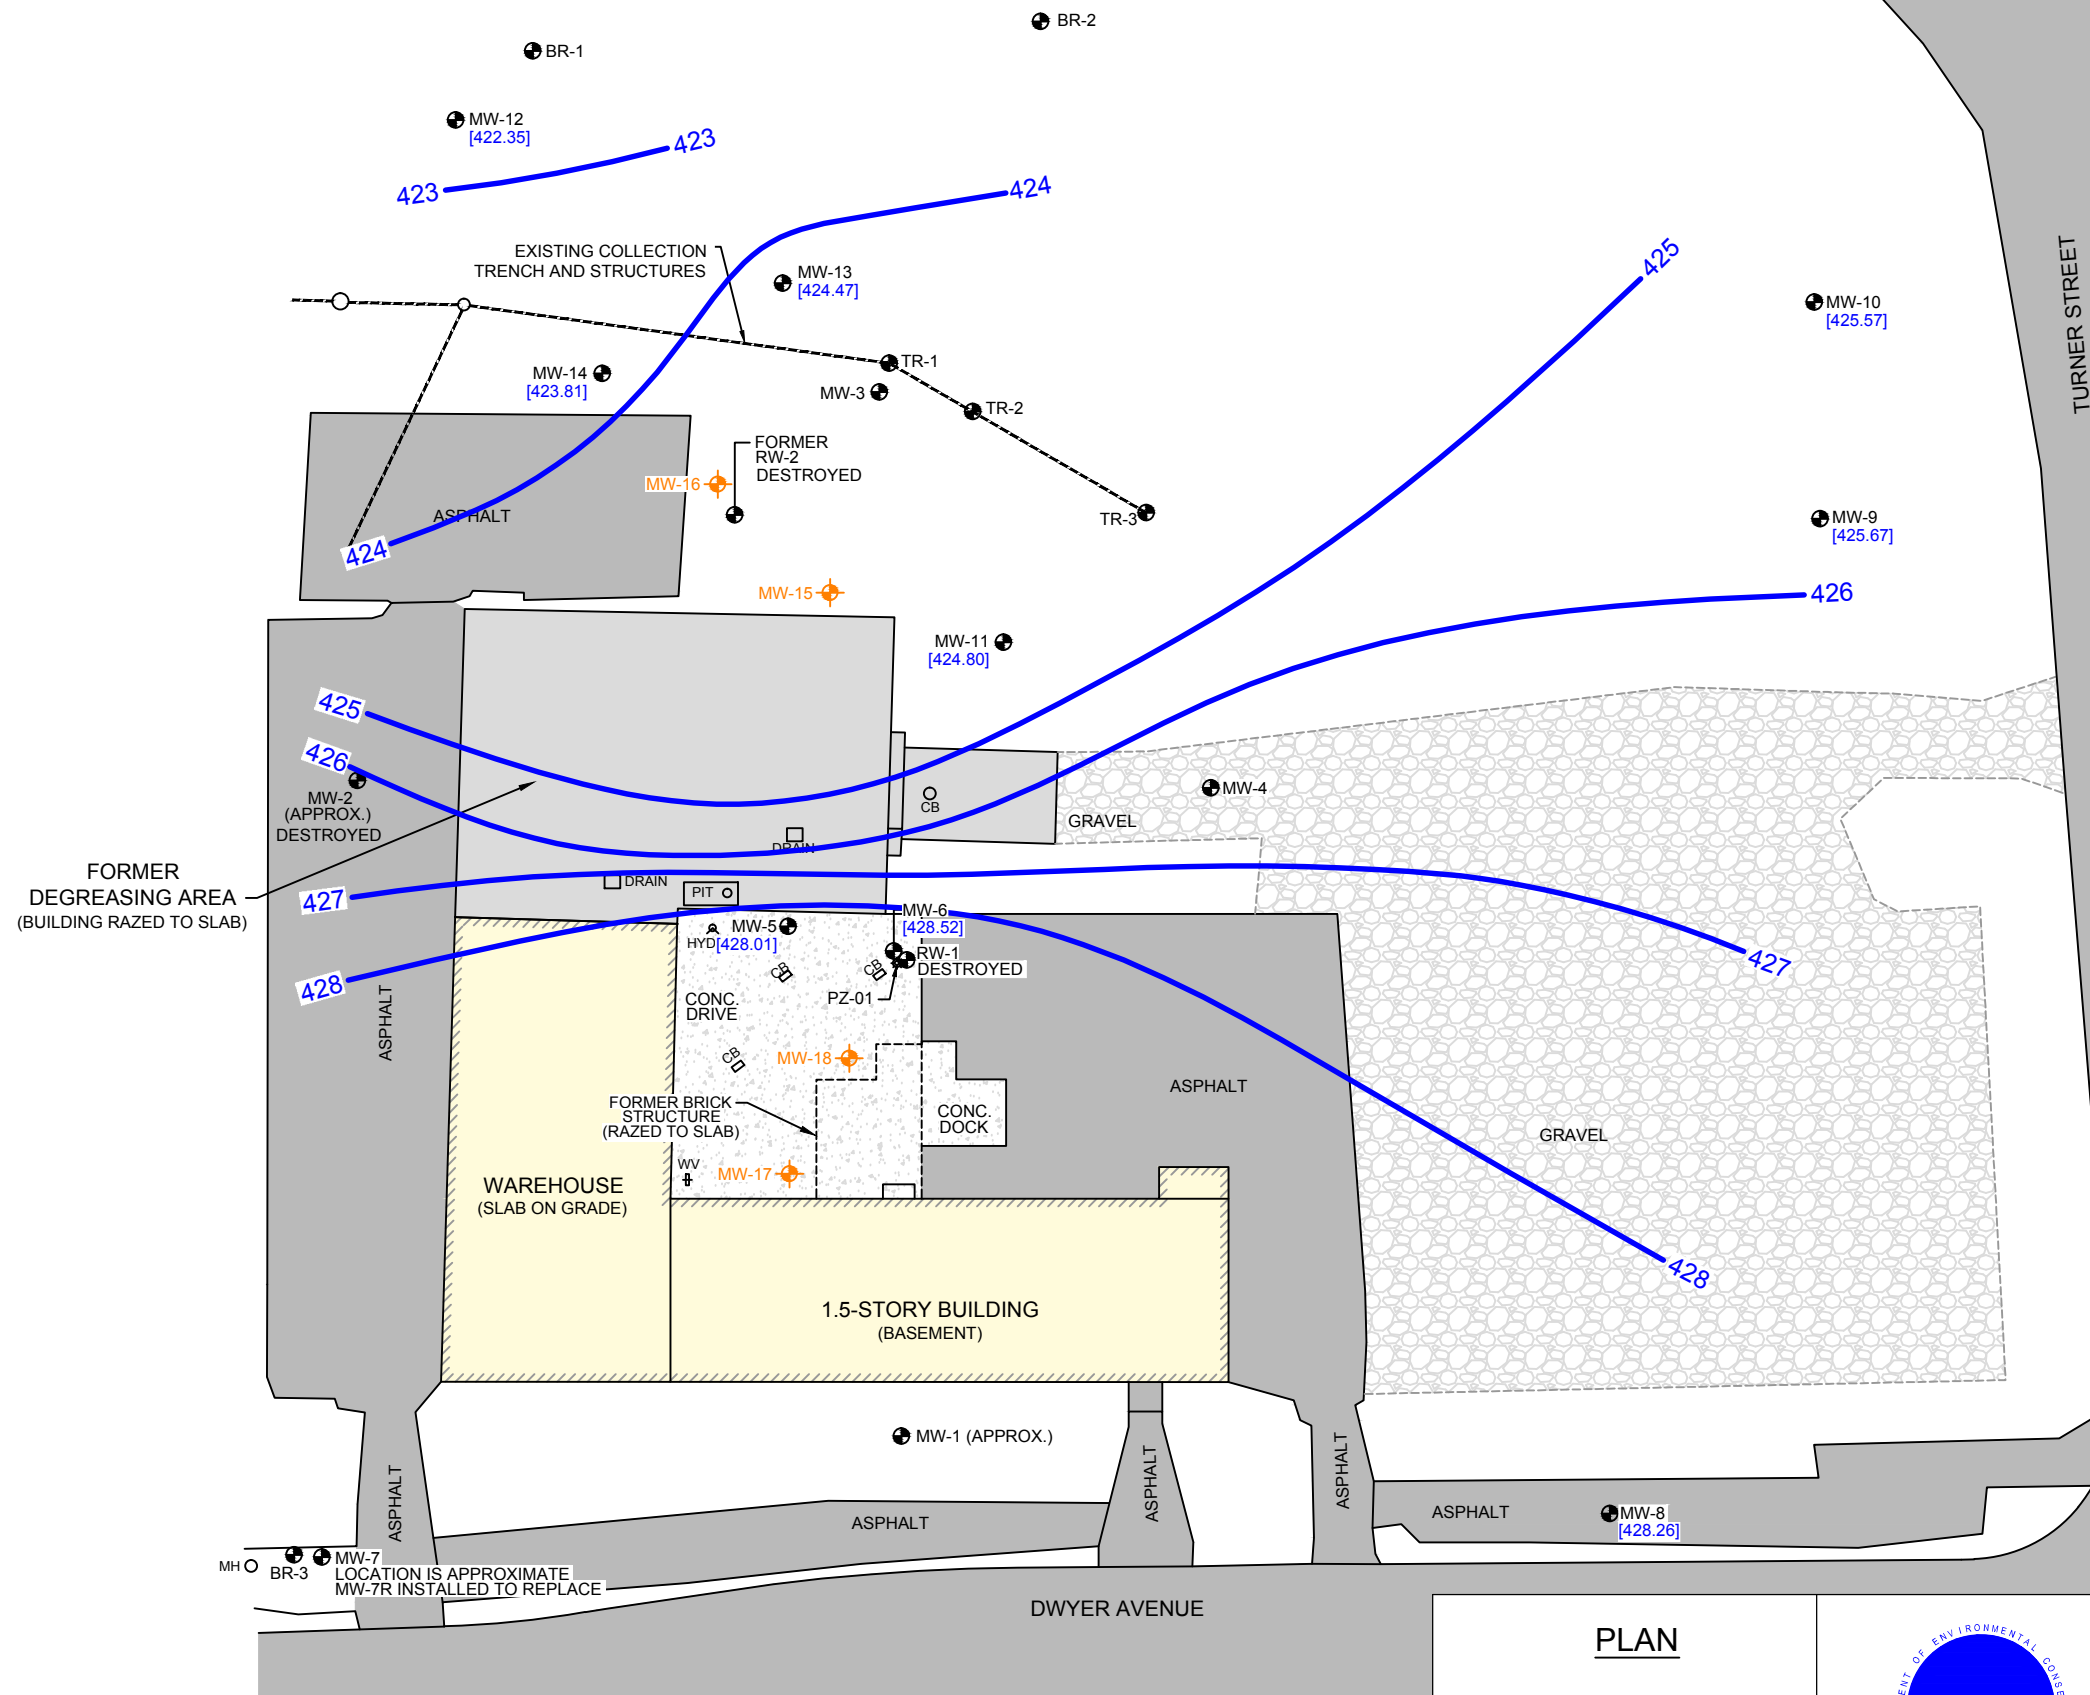 BR-2
BR-1
MW-12
[422.35]
423
423
424
EXISTING COLLECTION
TRENCH AND STRUCTURES
MW-13
[424.47]
425
TURNER STREET
MW-10
[425.57]
MW-14
[423.81]
TR-1
MW-3
TR-2
FORMER
RW-2
DESTROYED
MW-16
ASPHALT
TR-3
MW-9
[425.67]
424
MW-15
426
MW-11
[424.80]
425
426
MW-2
(APPROX.)
DESTROYED
CB
MW-4
GRAVEL
DRAIN
FORMER
DEGREASING AREA
(BUILDING RAZED TO SLAB)
DRAIN
PIT
427
MW-6
[428.52]
MW-5
[428.01]
HYD
RW-1
DESTROYED
427
CB
CB
428
PZ-01
CONC.
DRIVE
ASPHALT
CB
MW-18
ASPHALT
FORMER BRICK
STRUCTURE
(RAZED TO SLAB)
CONC.
DOCK
GRAVEL
WV
MW-17
WAREHOUSE
(SLAB ON GRADE)
428
1.5-STORY BUILDING
(BASEMENT)
MW-1 (APPROX.)
ASPHALT
ASPHALT
ASPHALT
ASPHALT
ASPHALT
MW-8
[428.26]
MH
BR-3
MW-7
LOCATION IS APPROXIMATE
MW-7R INSTALLED TO REPLACE
DWYER AVENUE
PLAN
OF ENVIRONMENTAL